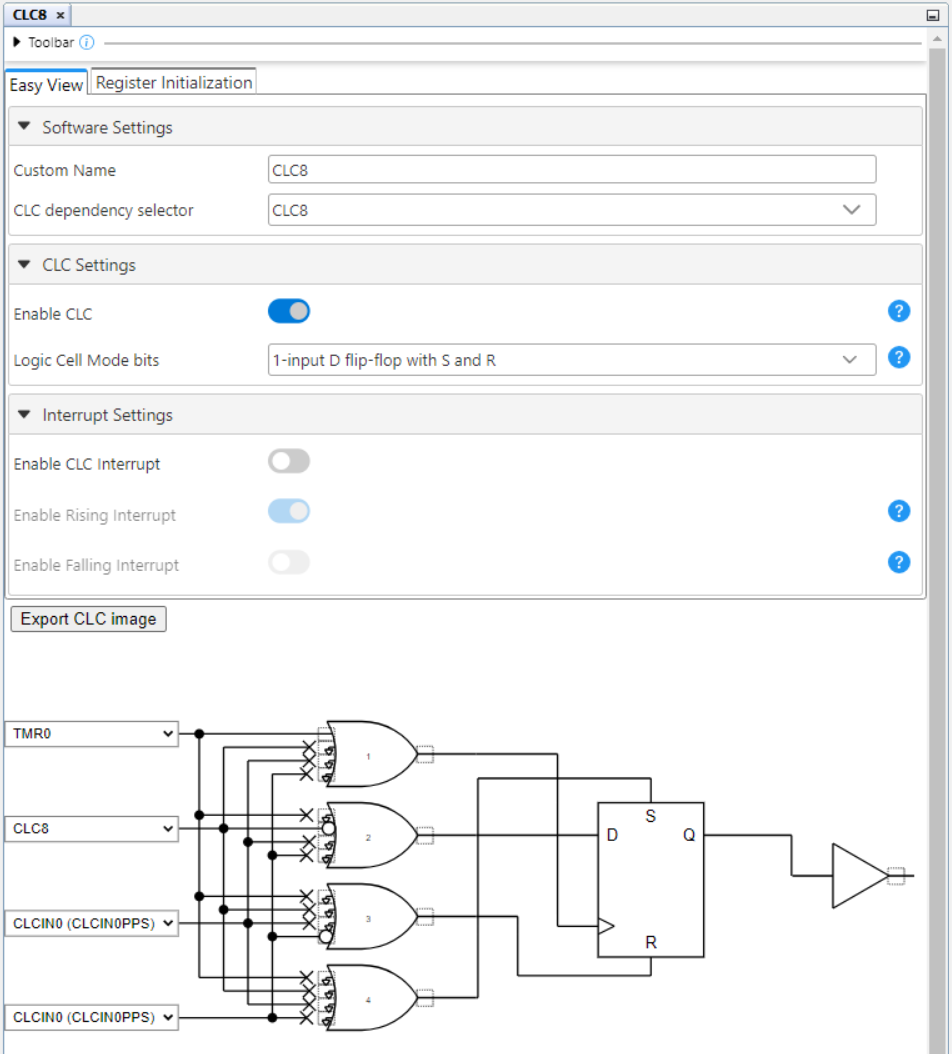 CLC8 ×
Toolbar i
Easy View Register Initialization
Software Settings
Custom Name CLC8
CLC dependency selector CLC8
CLC Settings
Enable CLC ?
Logic Cell Mode bits 1-input D flip-flop with S and R ?
Interrupt Settings
Enable CLC Interrupt
Enable Rising Interrupt ?
Enable Falling Interrupt ?
Export CLC image
TMR0
1
CLC8
2
S
D Q
CLCIN0 (CLCIN0PPS)
3
R
4
CLCIN0 (CLCIN0PPS)